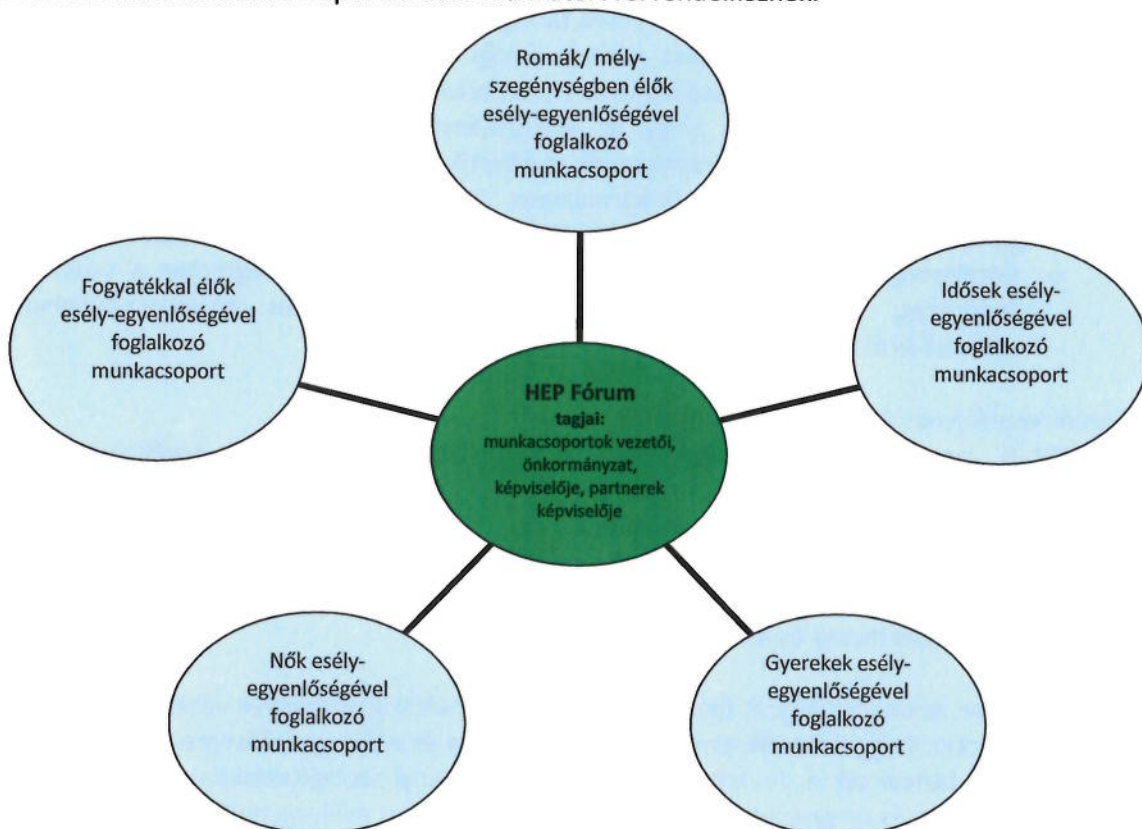 Romák/ mély-
szegénységben élők
esély-egyenlőségével
foglalkozó
munkacsoport
Fogyatékkal élők
esély-egyenlőségével
foglalkozó
munkacsoport
Idősek esély-
egyenlőségével
foglalkozó
munkacsoport
HEP Fórum
tagjai:
munkacsoportok vezetői,
önkormányzat,
képviselője, partnerek
képviselője
Nők esély-
egyenlőségével
foglalkozó
munkacsoport
Gyerekek esély-
egyenlőségével
foglalkozó
munkacsoport